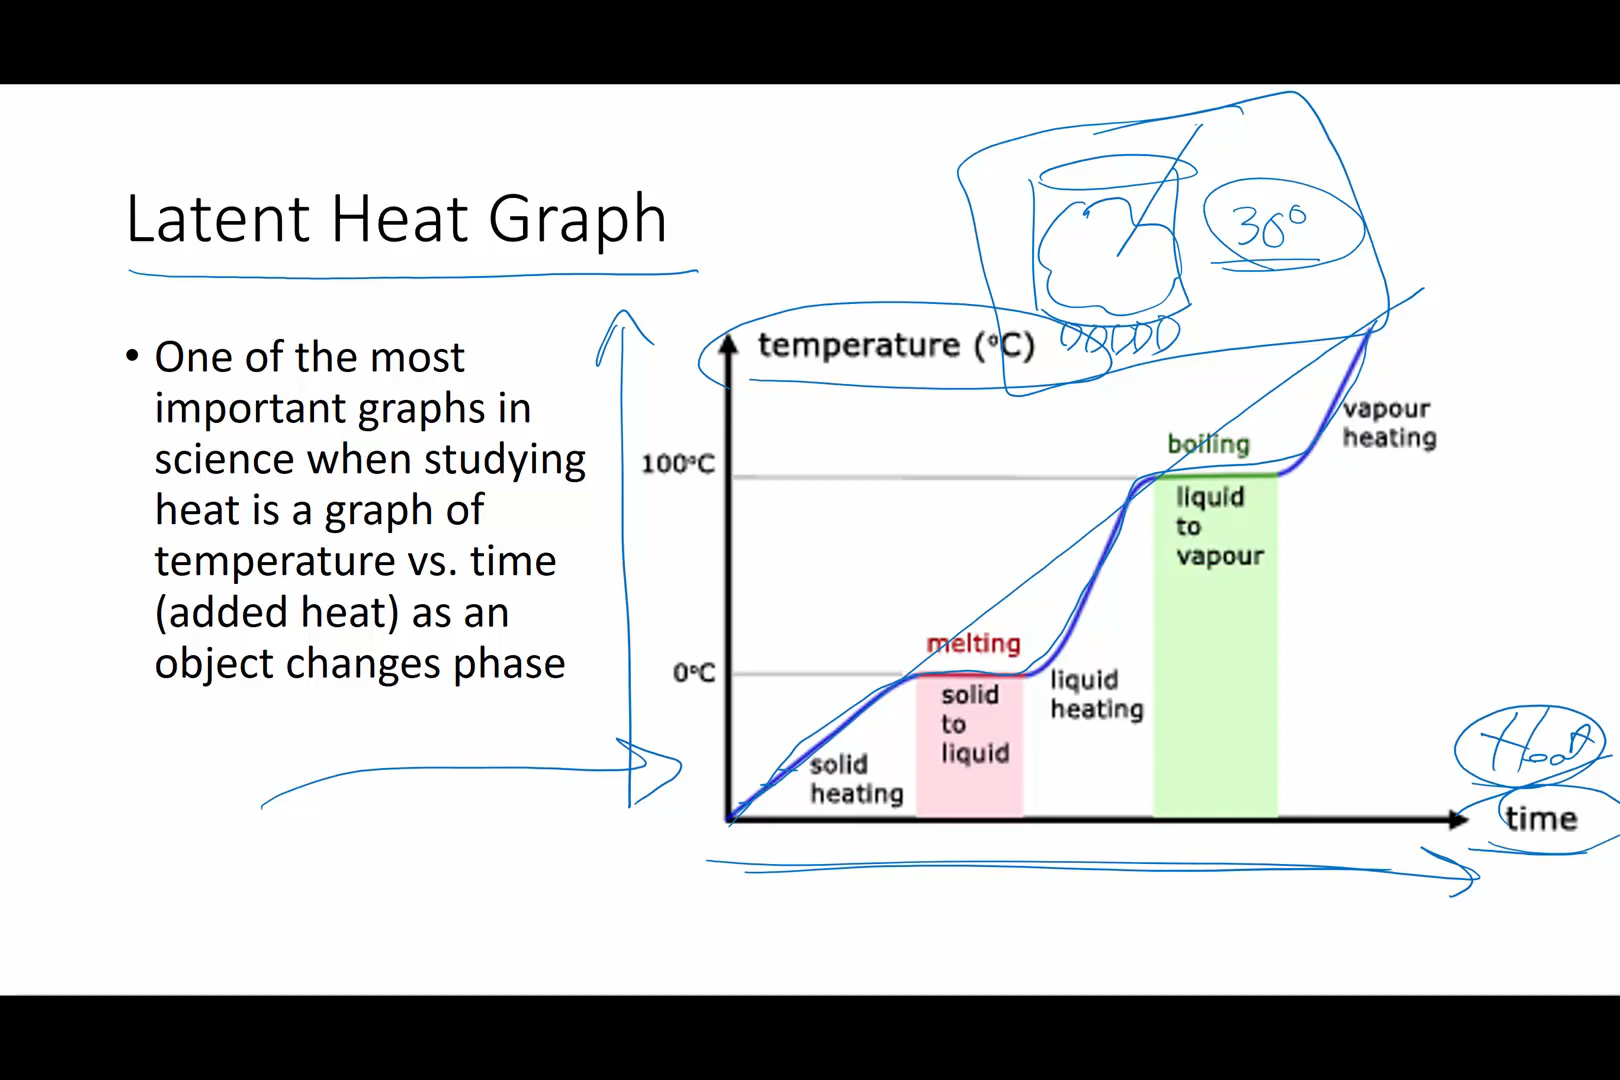 Latent Heat Graph
• One of the most
important graphs in
science when studying
heat is a graph of
temperature vs. time
(added heat) as an
object changes phase
30°
temperature (°C)
vapour
heating
boiling
100°C
liquid
to
vapour
melting
0°C
liquid
heating
solid
to
liquid
solid
heating
Heat
time